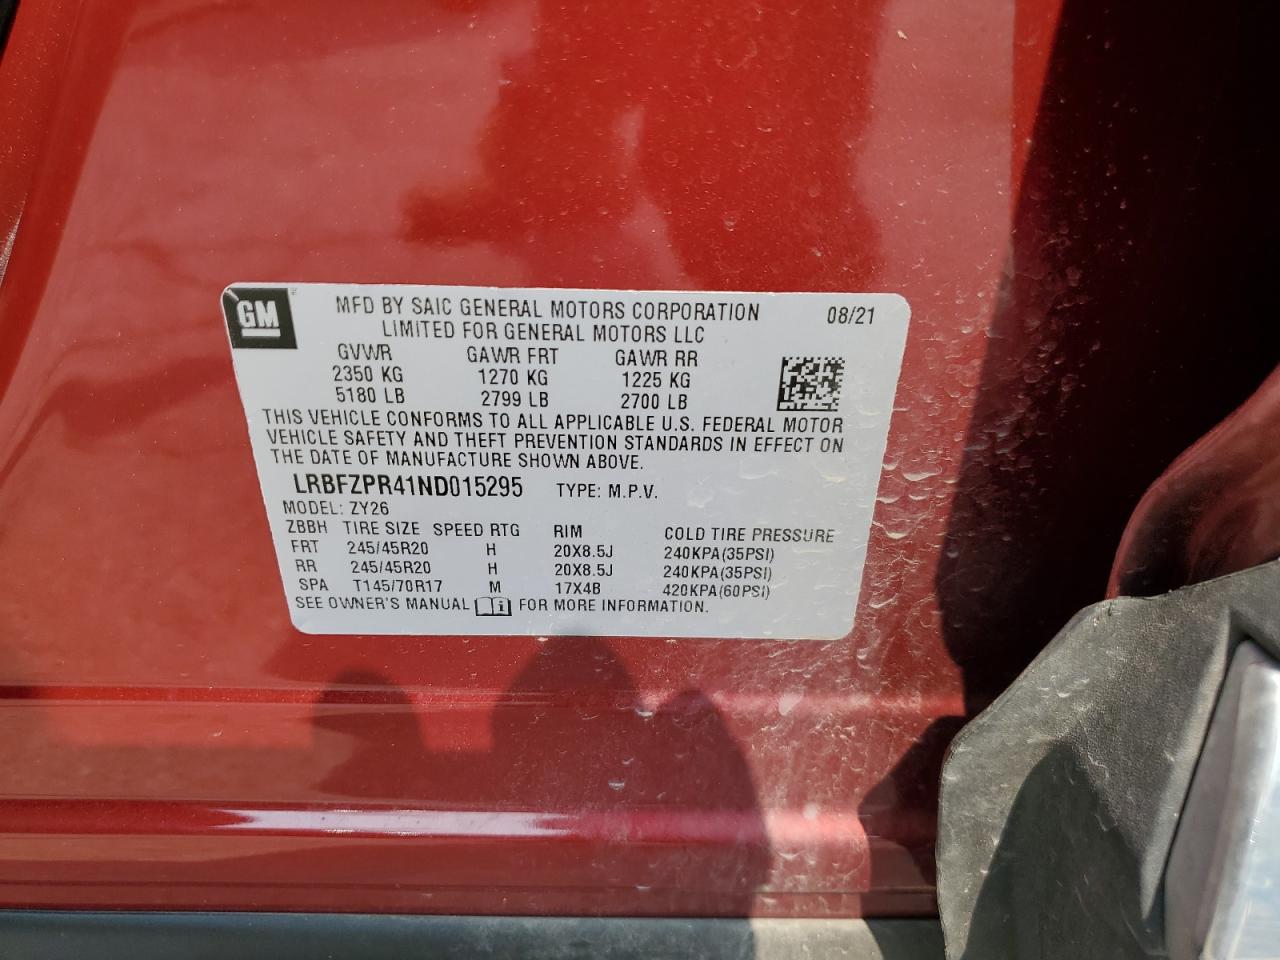 GM
MFD BY SAIC GENERAL MOTORS CORPORATION 08/21
LIMITED FOR GENERAL MOTORS LLC
GVWR GAWR FRT GAWR RR
2350 KG 1270 KG 1225 KG
5180 LB 2799 LB 2700 LB
THIS VEHICLE CONFORMS TO ALL APPLICABLE U.S. FEDERAL MOTOR
VEHICLE SAFETY AND THEFT PREVENTION STANDARDS IN EFFECT ON
THE DATE OF MANUFACTURE SHOWN ABOVE.
LRBFZPR41ND015295 TYPE: M.P.V.
MODEL: ZY26
ZBBH TIRE SIZE SPEED RTG RIM COLD TIRE PRESSURE
FRT 245/45R20 H 20X8.5J 240KPA(35PSI)
RR 245/45R20 H 20X8.5J 240KPA(35PSI)
SPA T145/70R17 M 17X4B 420KPA(60PSI)
SEE OWNER'S MANUAL i FOR MORE INFORMATION.